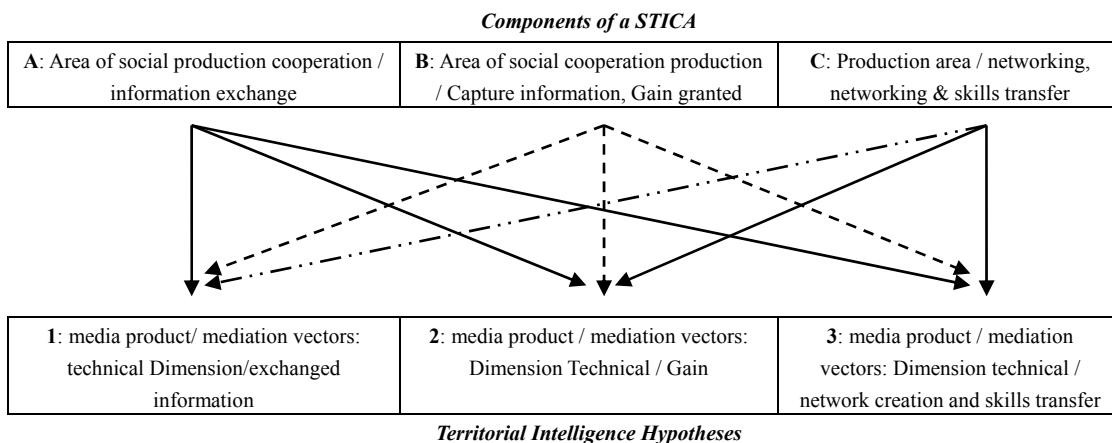 Components of a STICA
A: Area of social production cooperation /
information exchange
B: Area of social cooperation production
/ Capture information, Gain granted
C: Production area / networking,
networking & skills transfer
1: media product/ mediation vectors:
technical Dimension/exchanged
information
2: media product / mediation vectors:
Dimension Technical / Gain
3: media product / mediation
vectors: Dimension technical /
network creation and skills transfer
Territorial Intelligence Hypotheses